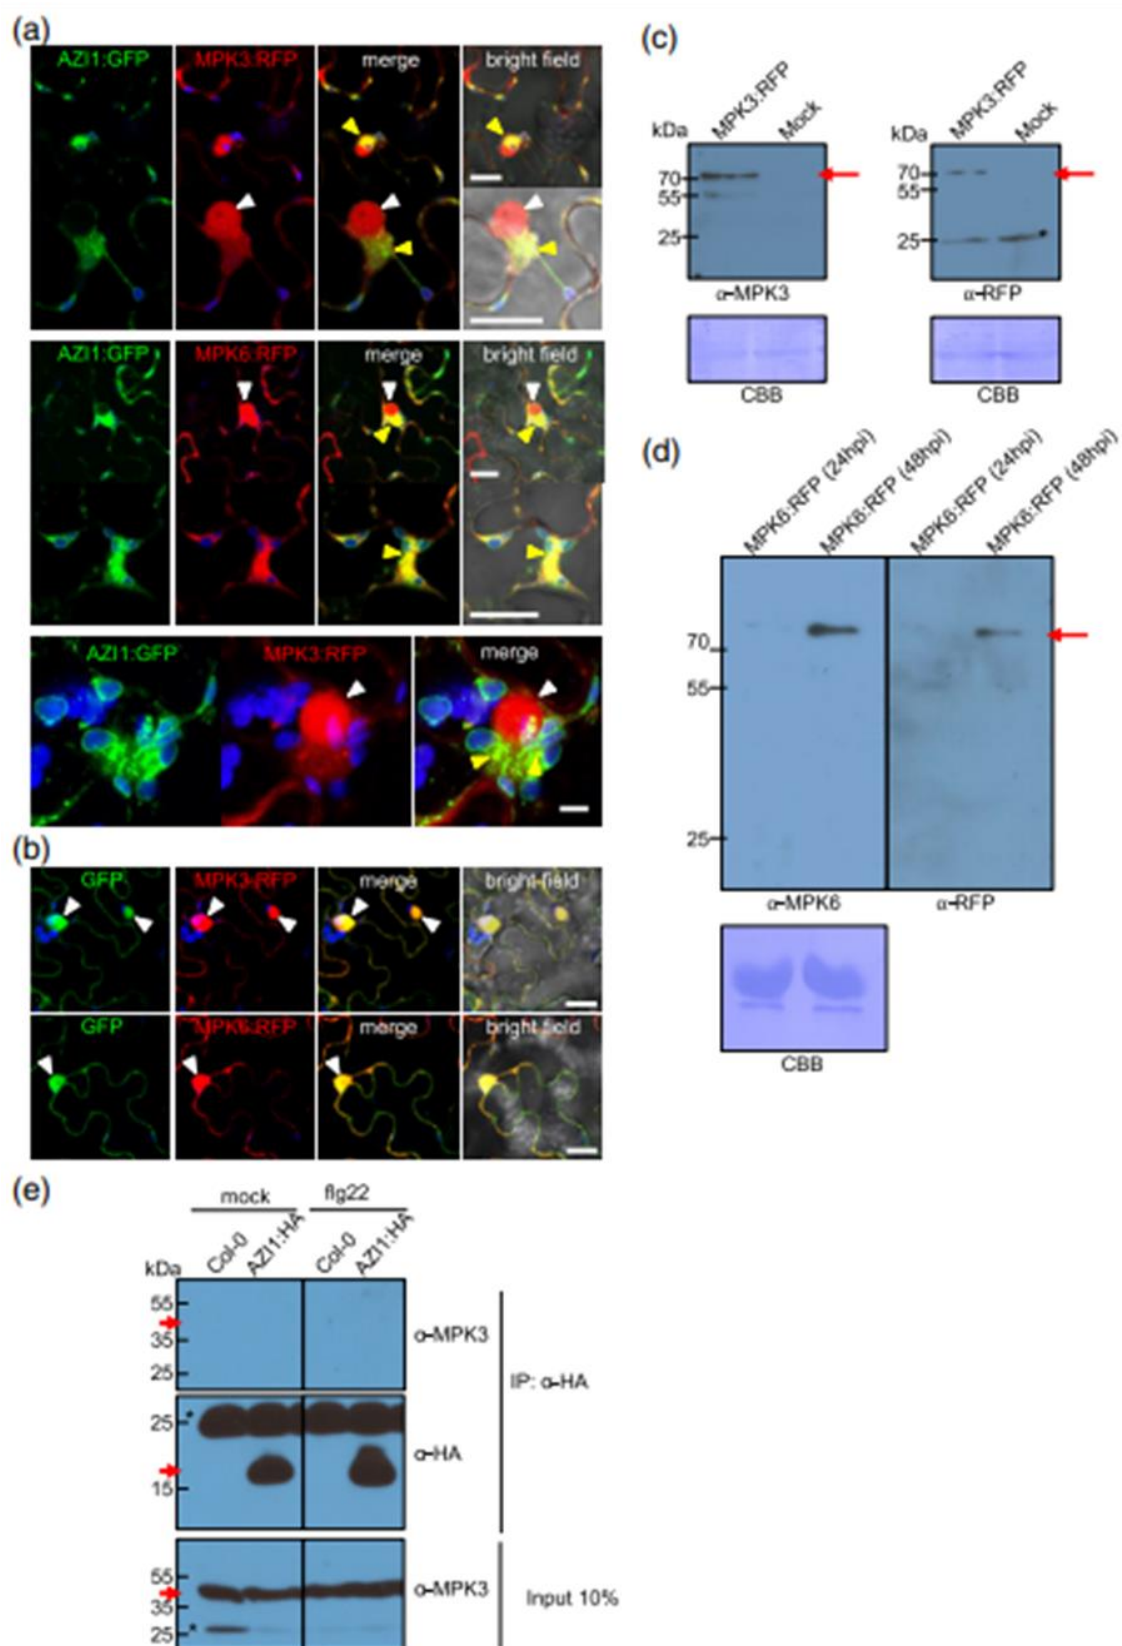 (a)
AZI1:GFP MPK3:RFP merge bright field
AZI1:GFP MPK6:RFP merge bright field
AZI1:GFP MPK3:RFP merge
(b)
GFP MPK3:RFP merge bright field
GFP MPK6:RFP merge bright field
(c)
MPK3:RFP Mock
kDa
70
55
25
α-MPK3
CBB
MPK3:RFP Mock
kDa
70
55
25
*
α-RFP
CBB
(d)
MPK6:RFP (24hpi) MPK6:RFP (48hpi) MPK6:RFP (24hpi) MPK6:RFP (48hpi)
70
55
25
α-MPK6 α-RFP
CBB
(e)
mock flg22
Col-0 AZI1:HA Col-0 AZI1:HA
kDa
55
35
25
α-MPK3
IP: α-HA
25 *
15
α-HA
55
35
25 *
α-MPK3
Input 10%